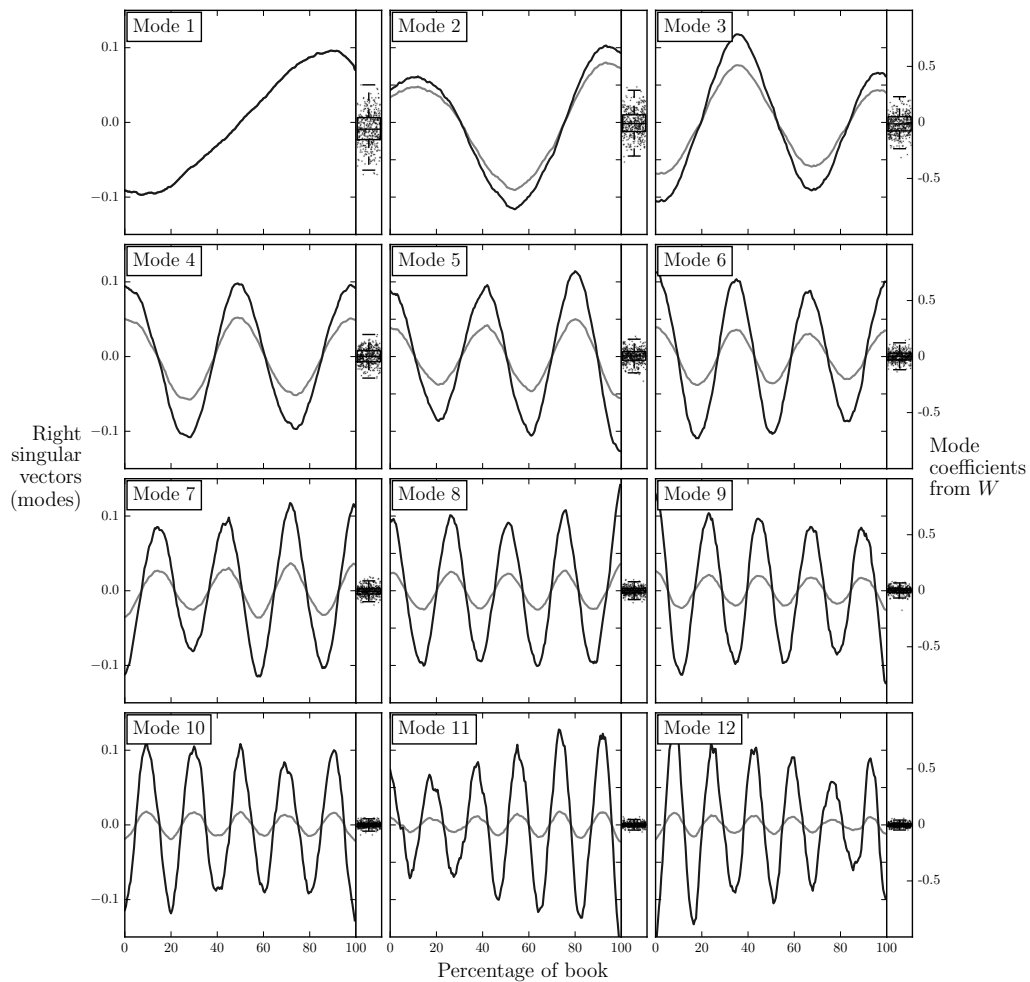 Mode 1
Mode 2
Mode 3
0.1
0.0
−0.1
0.5
0
-0.5
Mode 4
Mode 5
Mode 6
0.1
0.0
−0.1
0.5
0
-0.5
Right
singular
vectors
(modes)
Mode
coefficients
from W
Mode 7
Mode 8
Mode 9
0.1
0.0
−0.1
0.5
0
-0.5
Mode 10
Mode 11
Mode 12
0.1
0.0
−0.1
0.5
0
-0.5
0 20 40 60 80 100 0 20 40 60 80 100 0 20 40 60 80 100
Percentage of book